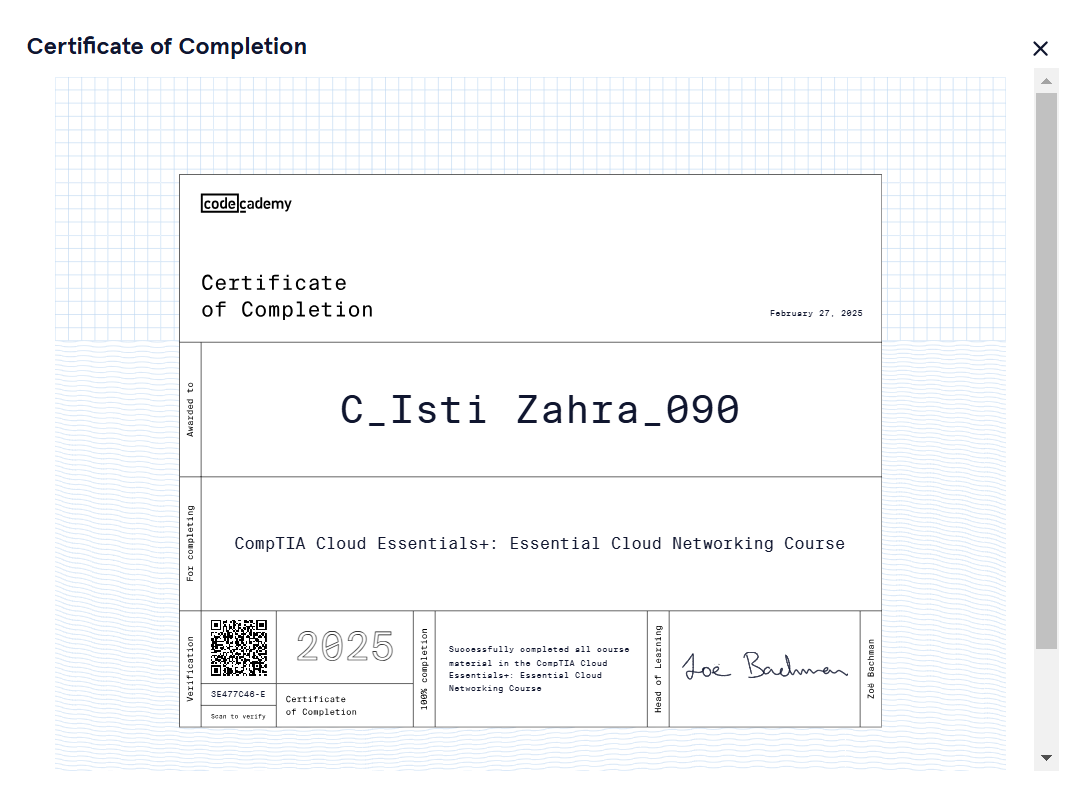 Certificate of Completion
codecademy
Certificate
of Completion
February 27, 2025
Awarded to
C_Isti Zahra_090
For completing
CompTIA Cloud Essentials+: Essential Cloud Networking Course
Verification
3E477C46-E
Scan to verify
2025
Certificate
of Completion
100% completion
Successfully completed all course
material in the CompTIA Cloud
Essentials+: Essential Cloud
Networking Course
Head of Learning
Zoë Bachman
Zoë Bachman